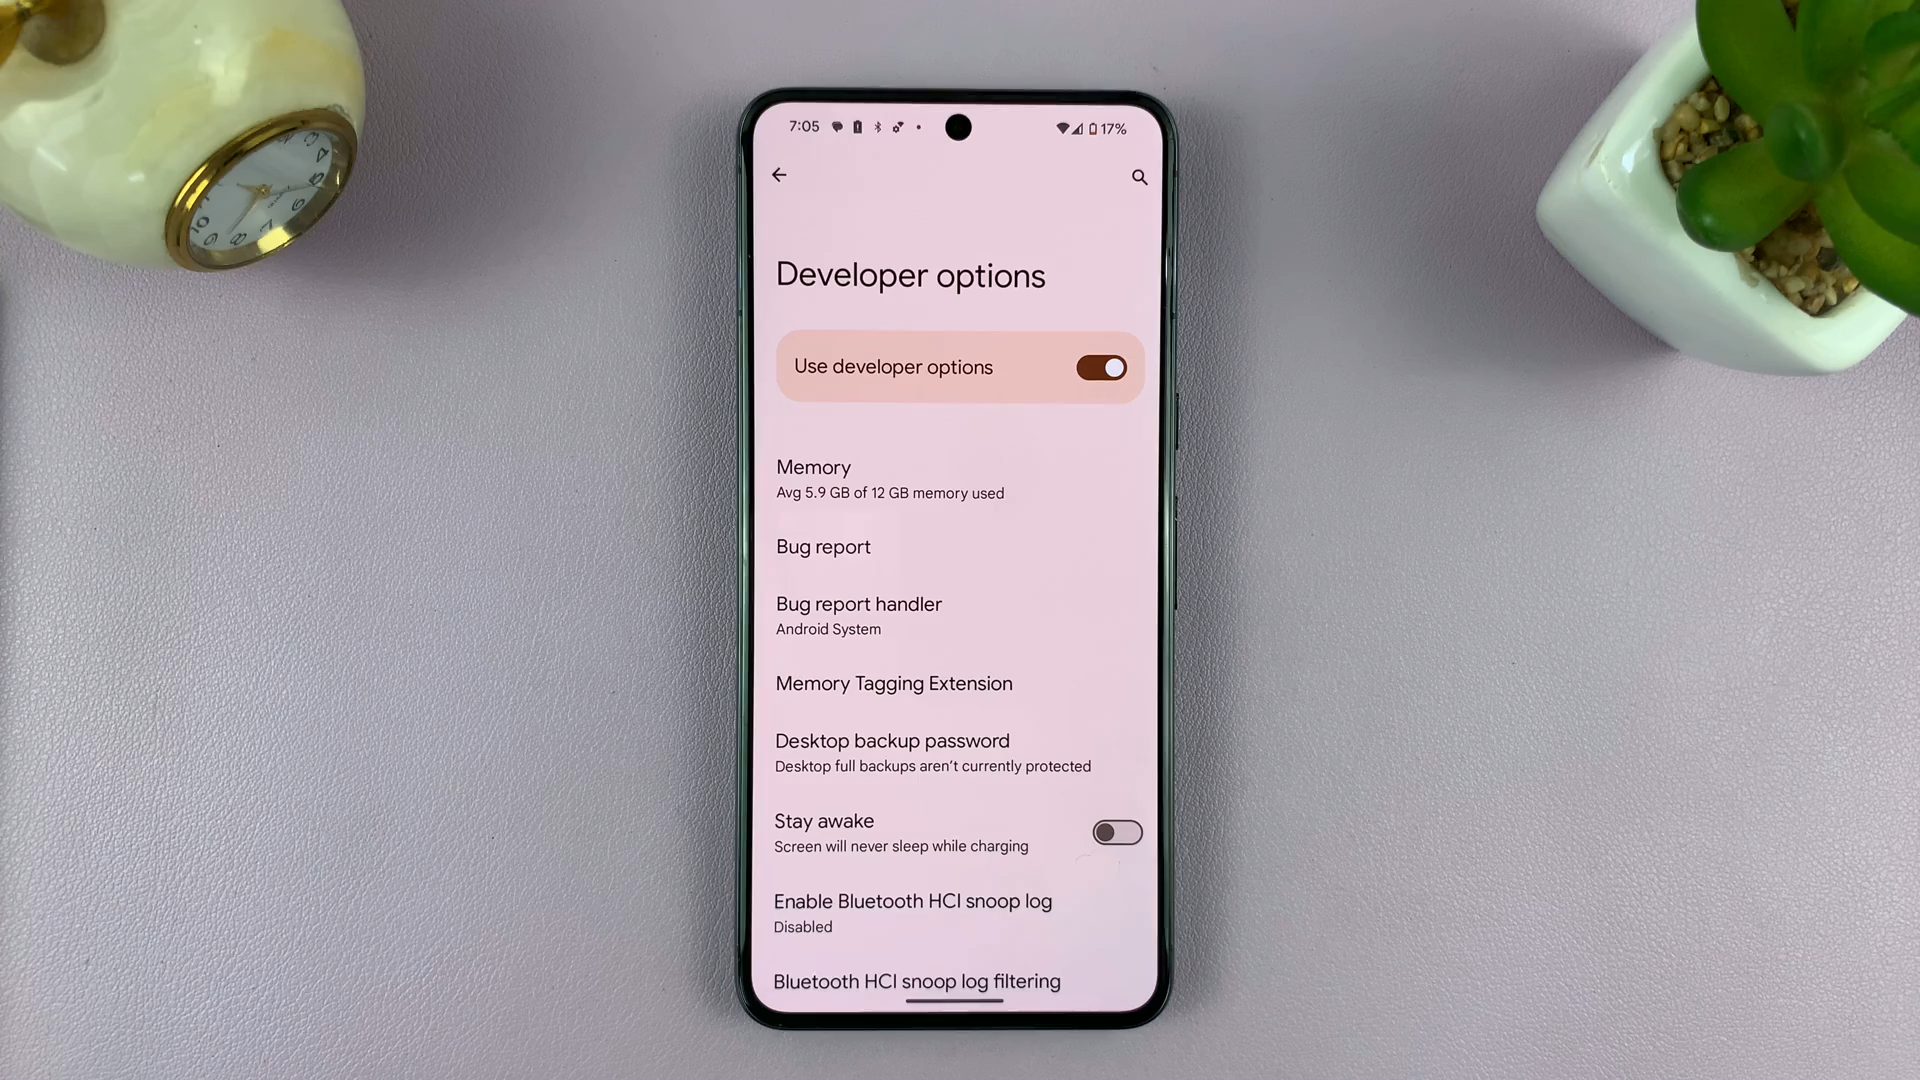 7:05 17%
Developer options
Use developer options
Memory
Avg 5.9 GB of 12 GB memory used
Bug report
Bug report handler
Android System
Memory Tagging Extension
Desktop backup password
Desktop full backups aren't currently protected
Stay awake
Screen will never sleep while charging
Enable Bluetooth HCI snoop log
Disabled
Bluetooth HCI snoop log filtering